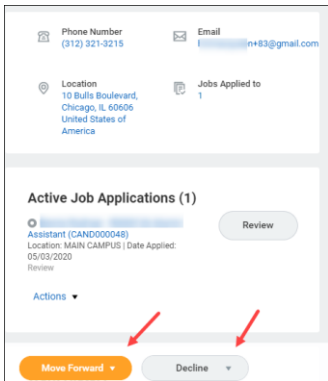 Phone Number
(312) 321-3215
Email
n+83@gmail.com
Location
10 Bulls Boulevard,
Chicago, IL 60606
United States of
America
Jobs Applied to
1
Active Job Applications (1)
Assistant (CAND000048)
Location: MAIN CAMPUS | Date Applied:
05/03/2020
Review
Review
Actions
Move Forward
Decline